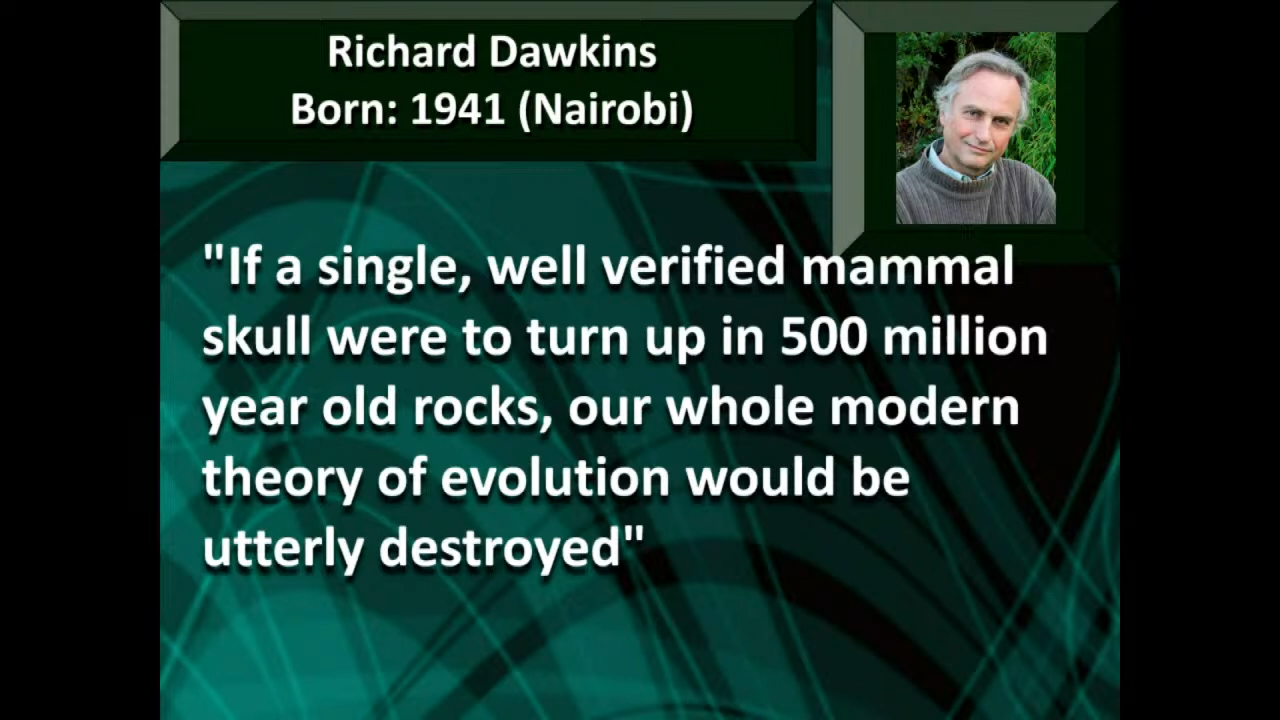 Richard Dawkins
Born: 1941 (Nairobi)
"If a single, well verified mammal
skull were to turn up in 500 million
year old rocks, our whole modern
theory of evolution would be
utterly destroyed"